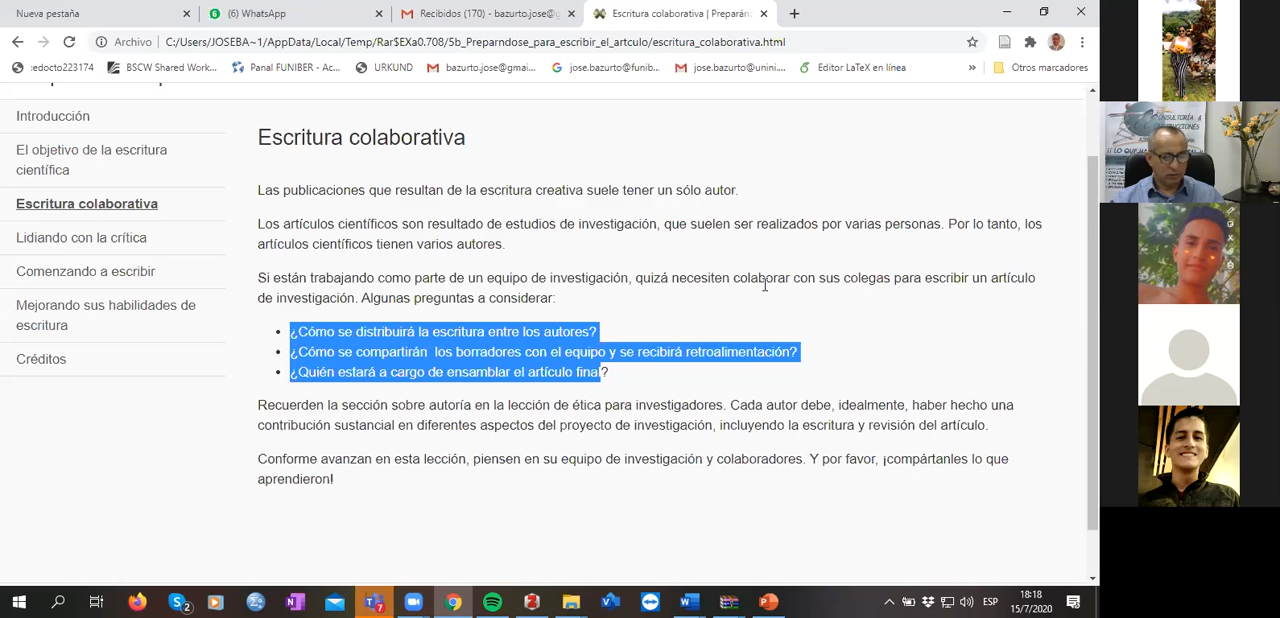 Nueva pestaña
(6) WhatsApp
Recibidos (170) - bazurto.jose@g
Escritura colaborativa | Preparán
Archivo | C:/Users/JOSEBA~1/AppData/Local/Temp/Rar$EXa0.708/5b_Preparndose_para_escribir_el_artculo/escritura_colaborativa.html
:edocto223174
BSCW Shared Work...
Panal FUNIBER - Ac...
URKUND
bazurto.jose@gmai...
jose.bazurto@funib...
jose.bazurto@unini....
Editor LaTeX en línea
»
Otros marcadores
Introducción
El objetivo de la escritura
científica
Escritura colaborativa
Lidiando con la crítica
Comenzando a escribir
Mejorando sus habilidades de
escritura
Créditos
Escritura colaborativa
Las publicaciones que resultan de la escritura creativa suele tener un sólo autor.
Los artículos científicos son resultado de estudios de investigación, que suelen ser realizados por varias personas. Por lo tanto, los
artículos científicos tienen varios autores.
Si están trabajando como parte de un equipo de investigación, quizá necesiten colaborar con sus colegas para escribir un artículo
de investigación. Algunas preguntas a considerar:
• ¿Cómo se distribuirá la escritura entre los autores?
• ¿Cómo se compartirán los borradores con el equipo y se recibirá retroalimentación?
• ¿Quién estará a cargo de ensamblar el artículo final?
Recuerden la sección sobre autoría en la lección de ética para investigadores. Cada autor debe, idealmente, haber hecho una
contribución sustancial en diferentes aspectos del proyecto de investigación, incluyendo la escritura y revisión del artículo.
Conforme avanzan en esta lección, piensen en su equipo de investigación y colaboradores. Y por favor, ¡compártanles lo que
aprendieron!
ESP
18:18
15/7/2020